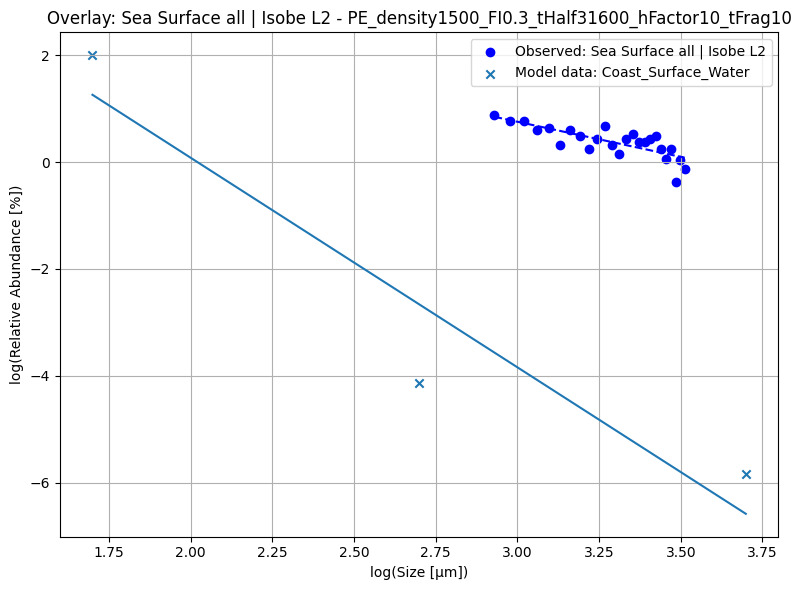 Overlay: Sea Surface all | Isobe L2 - PE_density1500_FI0.3_tHalf31600_hFactor10_tFrag10
Observed: Sea Surface all | Isobe L2
Model data: Coast_Surface_Water
log(Relative Abundance [%])
2
0
−2
−4
−6
1.75 2.00 2.25 2.50 2.75 3.00 3.25 3.50 3.75
log(Size [μm])